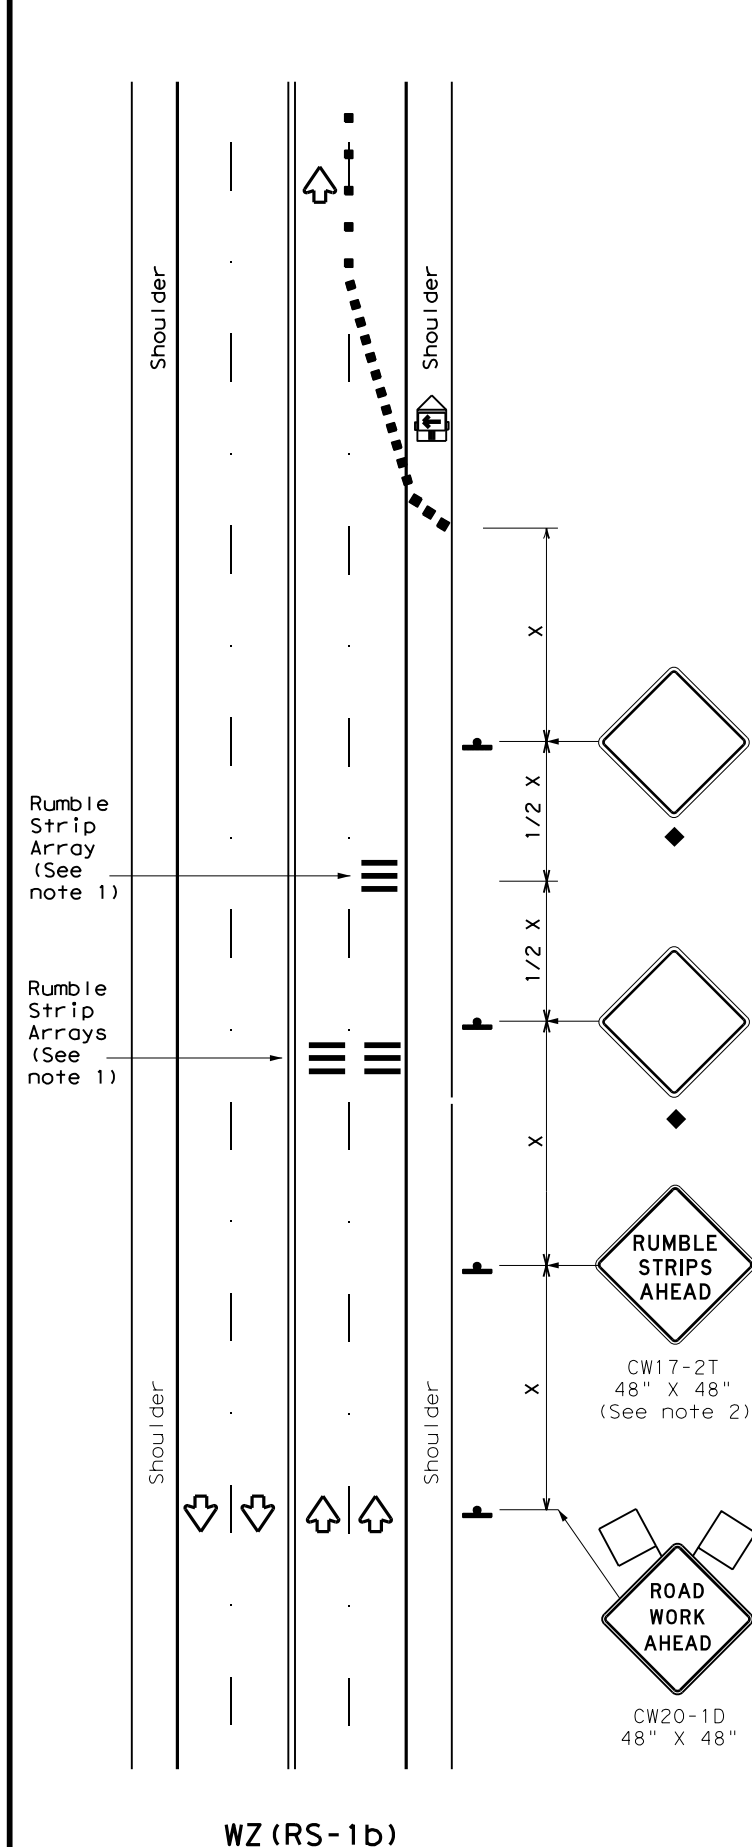 Shoulder
Shoulder
X
1/2 X
Rumble
Strip
Array
(See
note 1)
1/2 X
Rumble
Strip
Arrays
(See
note 1)
X
RUMBLE
STRIPS
AHEAD
CW17-2T
48" X 48"
(See note 2)
X
Shoulder
Shoulder
ROAD
WORK
AHEAD
CW20-1D
48" X 48"
WZ(RS-1b)